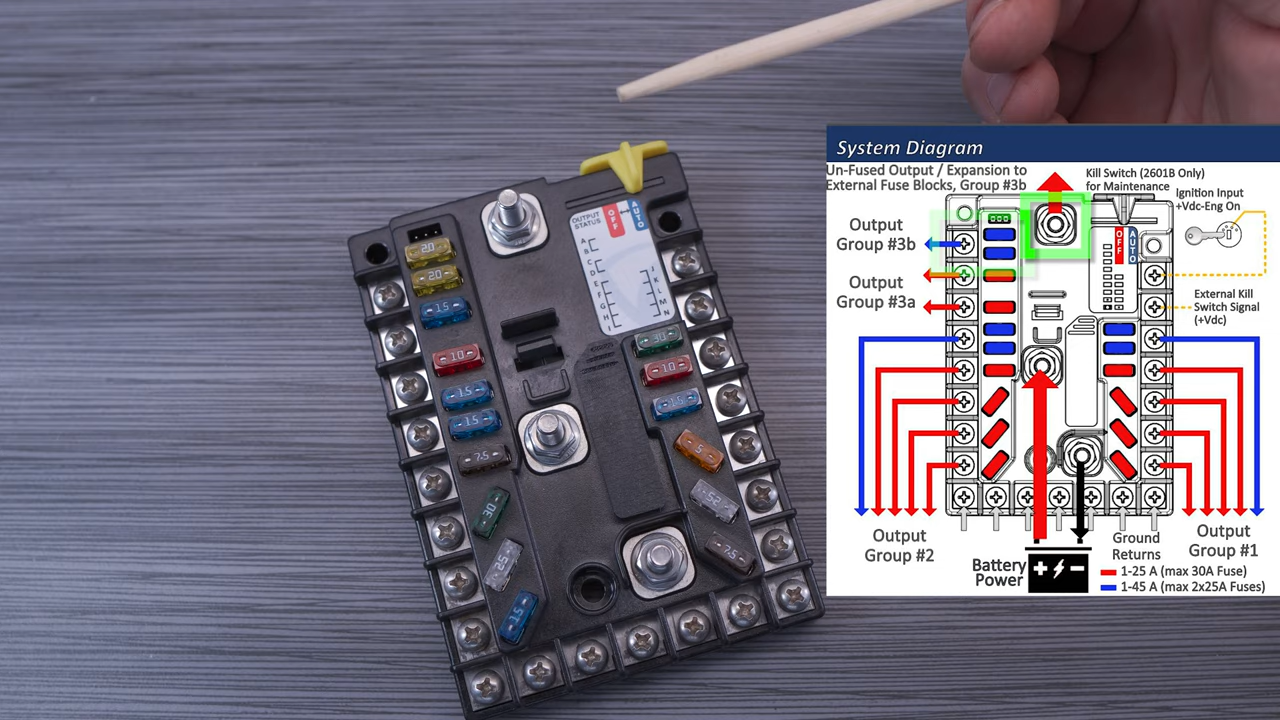 System Diagram
Un-Fused Output / Expansion to
External Fuse Blocks, Group #3b
Kill Switch (2601B Only)
for Maintenance
Ignition Input
+Vdc-Eng On
Output
Group #3b
OFF
AUTO
Output
Group #3a
External Kill
Switch Signal
(+Vdc)
Output
Group #2
Ground
Returns
Output
Group #1
Battery
Power
1-25 A (max 30A Fuse)
1-45 A (max 2x25A Fuses)
OUTPUT
STATUS
OFF
AUTO
A
B
C
D
E
F
G
H
I
J
K
L
M
N
20
20
15
10
15
15
7.5
30
25
15
30
10
15
5
25
7.5